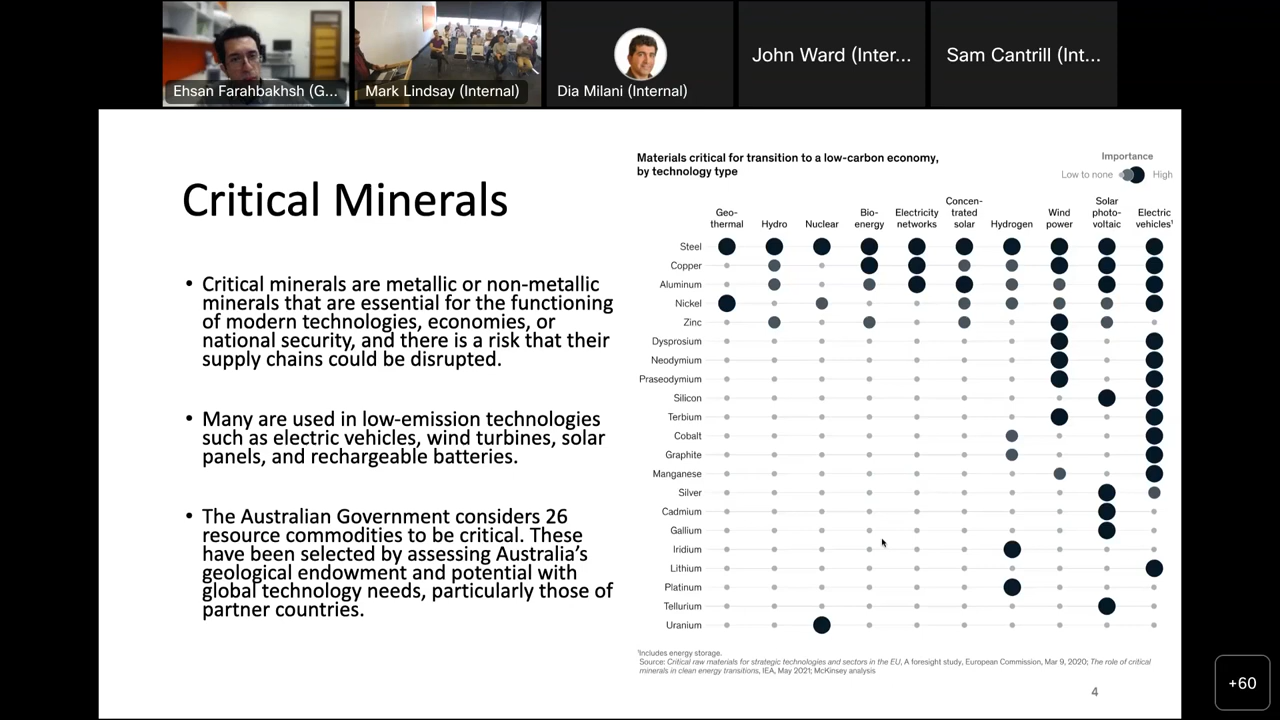 Ehsan Farahbakhsh (G...
Mark Lindsay (Internal)
Dia Milani (Internal)
John Ward (Inter...
Sam Cantrill (Int...
Critical Minerals
• Critical minerals are metallic or non-metallic
minerals that are essential for the functioning
of modern technologies, economies, or
national security, and there is a risk that their
supply chains could be disrupted.
• Many are used in low-emission technologies
such as electric vehicles, wind turbines, solar
panels, and rechargeable batteries.
• The Australian Government considers 26
resource commodities to be critical. These
have been selected by assessing Australia’s
geological endowment and potential with
global technology needs, particularly those of
partner countries.
Materials critical for transition to a low-carbon economy,
by technology type
Importance
Low to none High
Geo-
thermal
Hydro
Nuclear
Bio-
energy
Electricity
networks
Concen-
trated
solar
Hydrogen
Wind
power
Solar
photo-
voltaic
Electric
vehicles¹
Steel
Copper
Aluminum
Nickel
Zinc
Dysprosium
Neodymium
Praseodymium
Silicon
Terbium
Cobalt
Graphite
Manganese
Silver
Cadmium
Gallium
Iridium
Lithium
Platinum
Tellurium
Uranium
¹Includes energy storage.
Source: Critical raw materials for strategic technologies and sectors in the EU, A foresight study, European Commission, Mar 9, 2020; The role of critical
minerals in clean energy transitions, IEA, May 2021; McKinsey analysis
4
+60